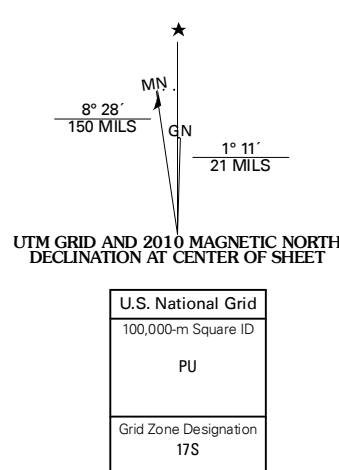 ★
MN
8° 28´
150 MILS
GN
1° 11´
21 MILS
UTM GRID AND 2010 MAGNETIC NORTH
DECLINATION AT CENTER OF SHEET
U.S. National Grid
100,000-m Square ID
PU
Grid Zone Designation
17S